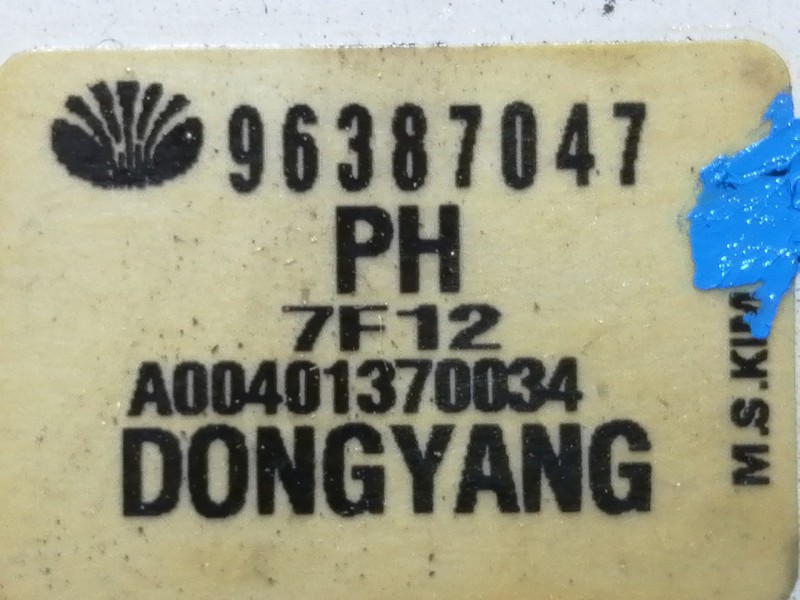 96387047
PH
7F12
A00401370034
DONGYANG
M.S.KIM